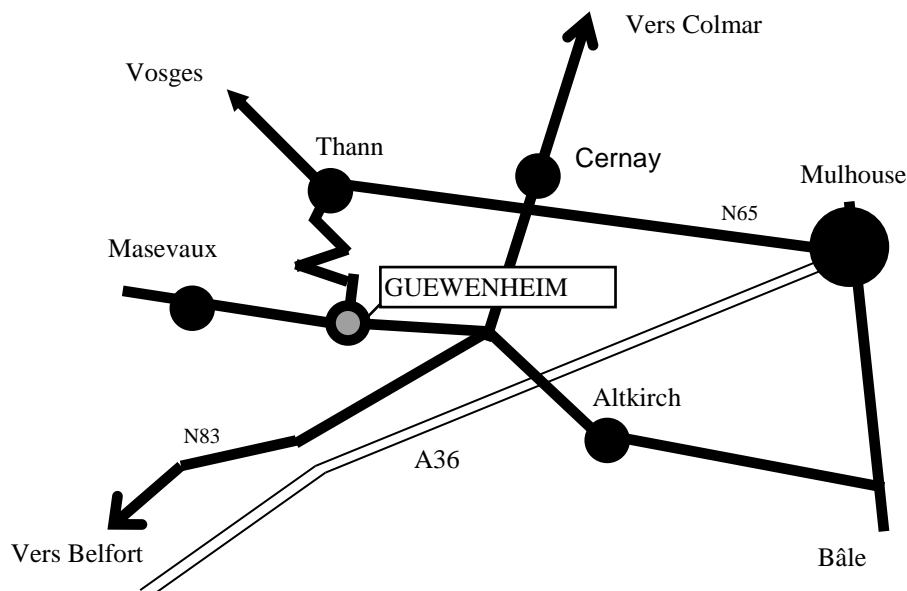 Vers Colmar
Vosges
Thann
Cernay
Mulhouse
N65
Masevaux
GUEWENHEIM
Altkirch
N83
A36
Vers Belfort
Bâle